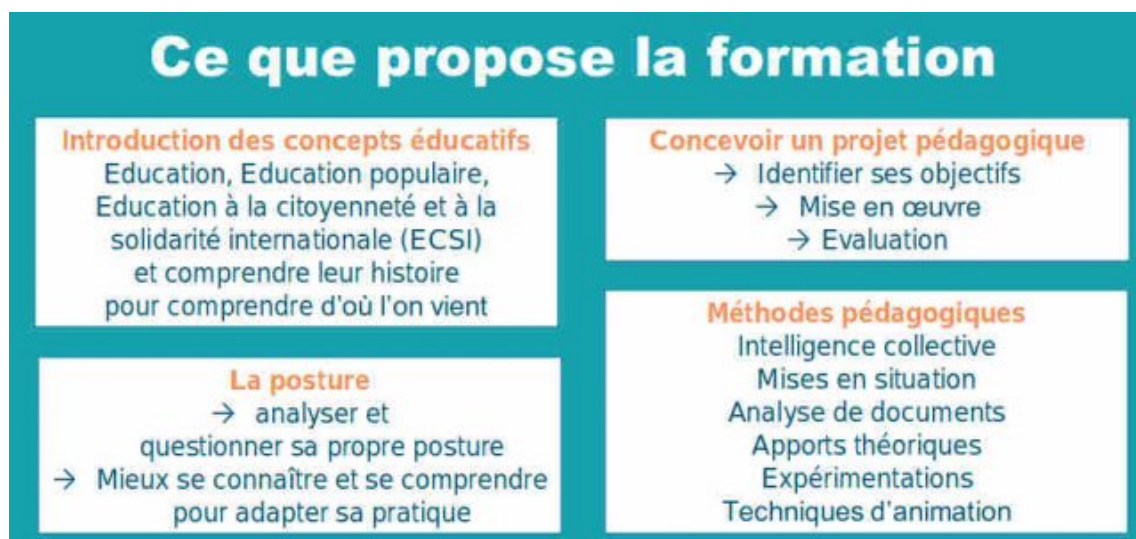 Ce que propose la formation
Introduction des concepts éducatifs
Education, Education populaire,
Education à la citoyenneté et à la
solidarité internationale (ECSI)
et comprendre leur histoire
pour comprendre d'où l'on vient
La posture
→ analyser et
questionner sa propre posture
→ Mieux se connaître et se comprendre
pour adapter sa pratique
Concevoir un projet pédagogique
→ Identifier ses objectifs
→ Mise en œuvre
→ Evaluation
Méthodes pédagogiques
Intelligence collective
Mises en situation
Analyse de documents
Apports théoriques
Expérimentations
Techniques d'animation